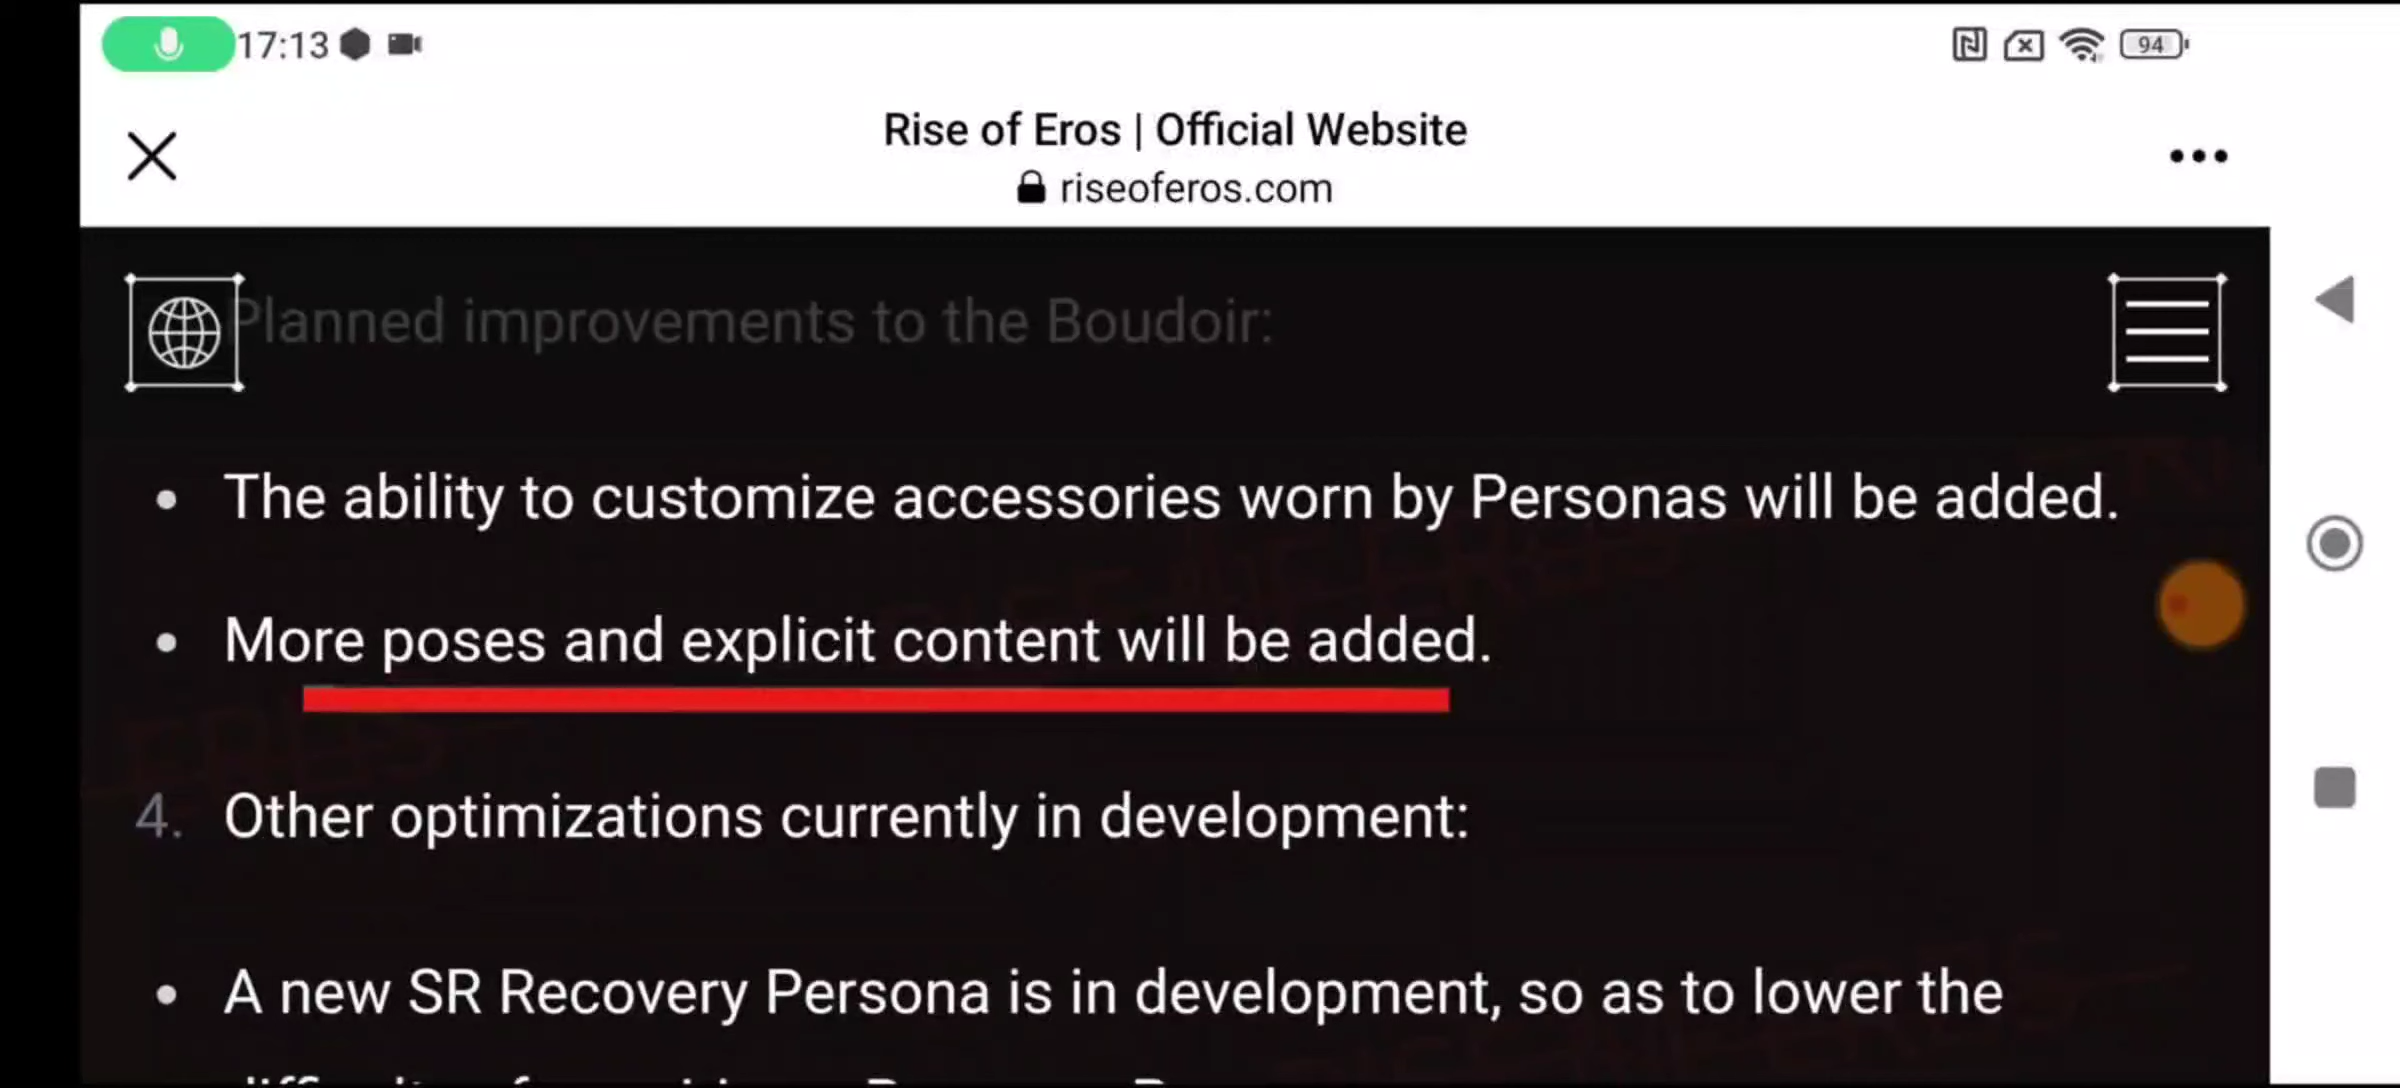 17:13
94
Rise of Eros | Official Website
riseoferos.com
Planned improvements to the Boudoir:
• The ability to customize accessories worn by Personas will be added.
• More poses and explicit content will be added.
4. Other optimizations currently in development:
• A new SR Recovery Persona is in development, so as to lower the